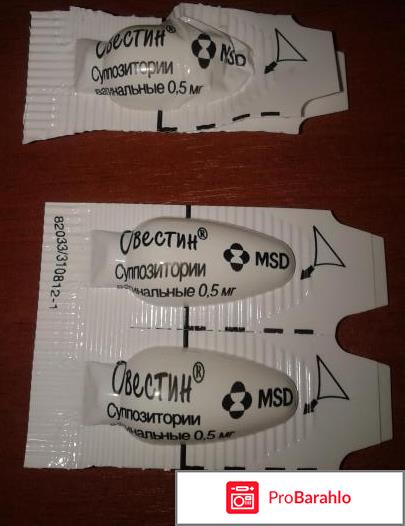 Овестин®
Суппозитории
вагинальные 0,5 мг
MSD
82033/310812-1
Овестин®
Суппозитории
вагинальные 0,5 мг
MSD
Овестин®
Суппозитории
вагинальные 0,5 мг
MSD
ProBarahlo